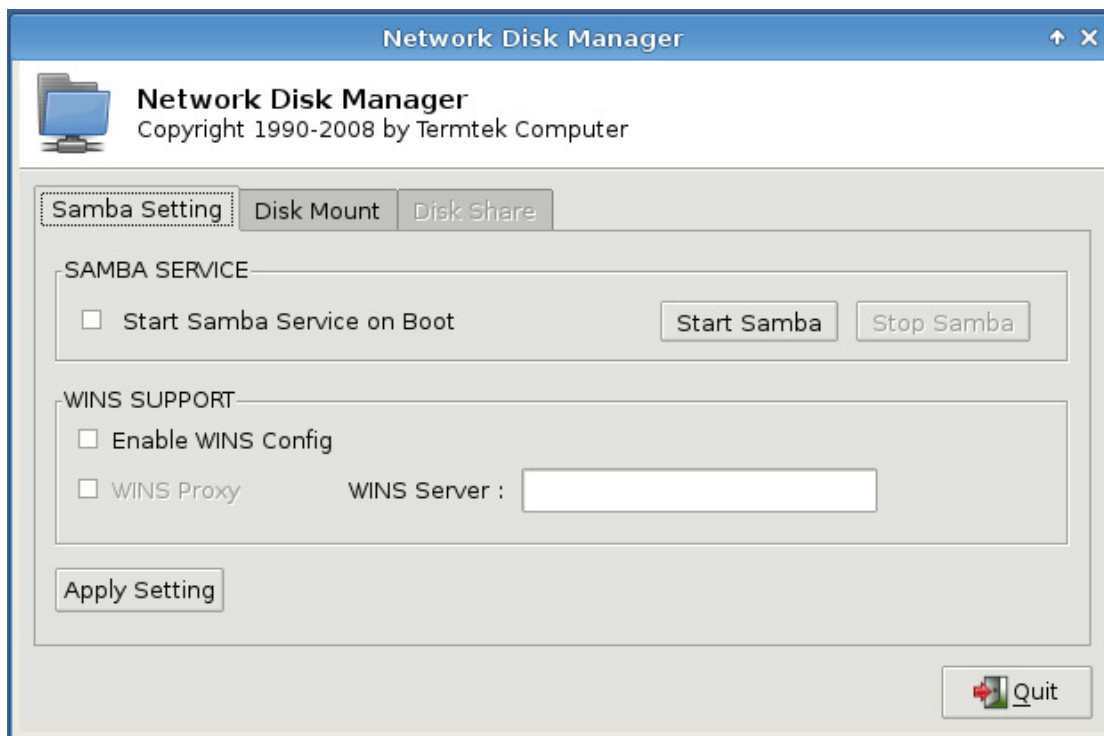 Network Disk Manager
Network Disk Manager
Copyright 1990-2008 by Termtek Computer
Samba Setting Disk Mount Disk Share
SAMBA SERVICE
Start Samba Service on Boot Start Samba Stop Samba
WINS SUPPORT
Enable WINS Config
WINS Proxy WINS Server :
Apply Setting
Quit